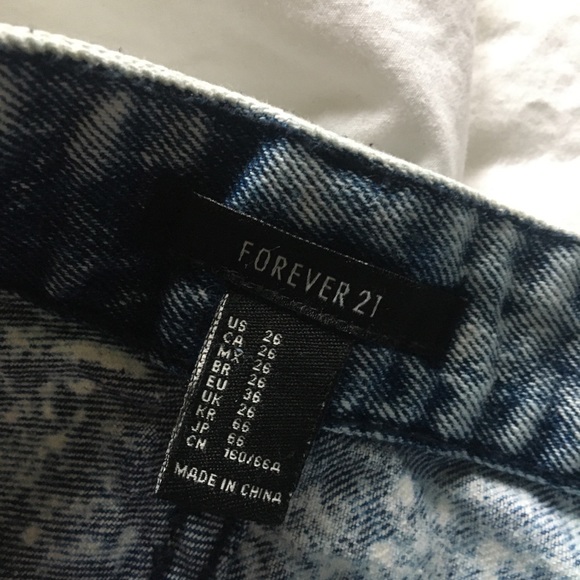 FOREVER 21
US 26
CA 26
MX 26
BR 26
EU 36
UK 26
KR 66
JP 66
CN 160/66A
MADE IN CHINA